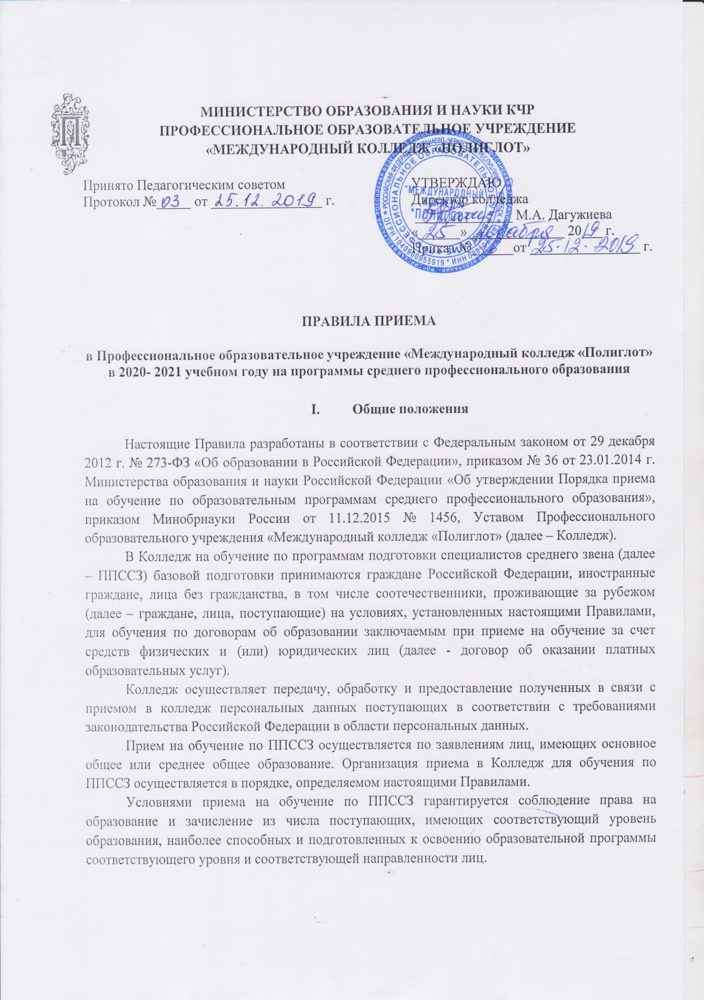 МИНИСТЕРСТВО ОБРАЗОВАНИЯ И НАУКИ КЧР
ПРОФЕССИОНАЛЬНОЕ ОБРАЗОВАТЕЛЬНОЕ УЧРЕЖДЕНИЕ
«МЕЖДУНАРОДНЫЙ КОЛЛЕДЖ «ПОЛИГЛОТ»
Принято Педагогическим советом
Протокол № 03 от 25.12.2019 г.
УТВЕРЖДАЮ
Директор колледжа
М.А. Дагужиева
« 25 » декабря 2019 г.
Приказ № от 25-12-2019 г.
"МЕЖДУНАРОДНЫЙ
КОЛЛЕДЖ
"ПОЛИГЛОТ"
ОГРН 1040900955919 * ИНН
ПРАВИЛА ПРИЕМА
в Профессиональное образовательное учреждение «Международный колледж «Полиглот»
в 2020- 2021 учебном году на программы среднего профессионального образования
I. Общие положения
Настоящие Правила разработаны в соответствии с Федеральным законом от 29 декабря
2012 г. № 273-ФЗ «Об образовании в Российской Федерации», приказом № 36 от 23.01.2014 г.
Министерства образования и науки Российской Федерации «Об утверждении Порядка приема
на обучение по образовательным программам среднего профессионального образования»,
приказом Минобрнауки России от 11.12.2015 № 1456, Уставом Профессионального
образовательного учреждения «Международный колледж «Полиглот» (далее – Колледж).
В Колледж на обучение по программам подготовки специалистов среднего звена (далее
– ППССЗ) базовой подготовки принимаются граждане Российской Федерации, иностранные
граждане, лица без гражданства, в том числе соотечественники, проживающие за рубежом
(далее – граждане, лица, поступающие) на условиях, установленных настоящими Правилами,
для обучения по договорам об образовании заключаемым при приеме на обучение за счет
средств физических и (или) юридических лиц (далее - договор об оказании платных
образовательных услуг).
Колледж осуществляет передачу, обработку и предоставление полученных в связи с
приемом в колледж персональных данных поступающих в соответствии с требованиями
законодательства Российской Федерации в области персональных данных.
Прием на обучение по ППССЗ осуществляется по заявлениям лиц, имеющих основное
общее или среднее общее образование. Организация приема в Колледж для обучения по
ППССЗ осуществляется в порядке, определяемом настоящими Правилами.
Условиями приема на обучение по ППССЗ гарантируется соблюдение права на
образование и зачисление из числа поступающих, имеющих соответствующий уровень
образования, наиболее способных и подготовленных к освоению образовательной программы
соответствующего уровня и соответствующей направленности лиц.